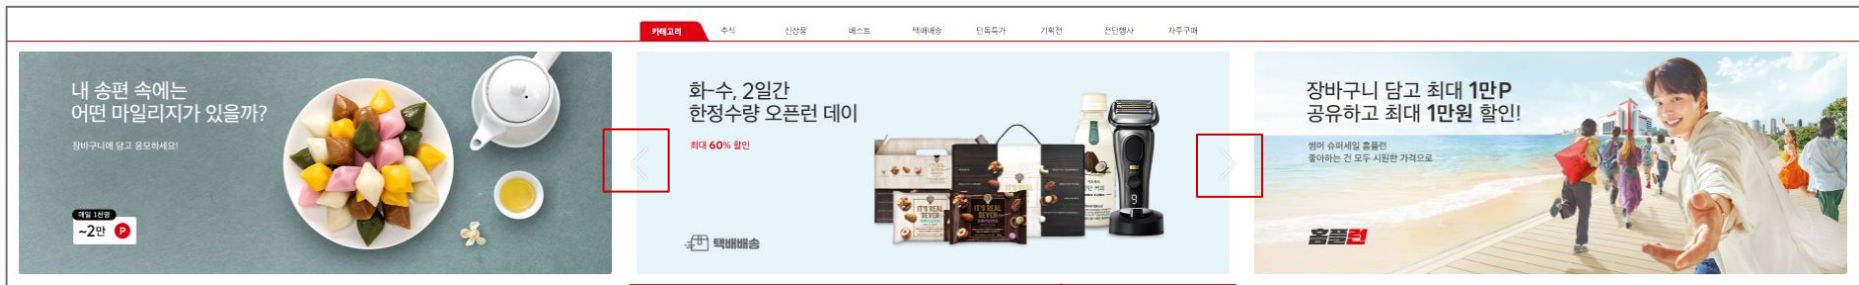 카테고리
추석
신상품
베스트
택배배송
단독특가
기획전
전단행사
자주구매
내 송편 속에는
어떤 마일리지가 있을까?
장바구니에 담고 응모하세요!
매일 1천명
~2만 P
화-수, 2일간
한정수량 오픈런 데이
최대 60% 할인
택배배송
IT'S REAL
SEVEN
IT'S REAL
SEVEN
9
장바구니 담고 최대 1만P
공유하고 최대 1만원 할인!
썸머 슈퍼세일 홈플런
좋아하는 건 모두 시원한 가격으로
홈플런